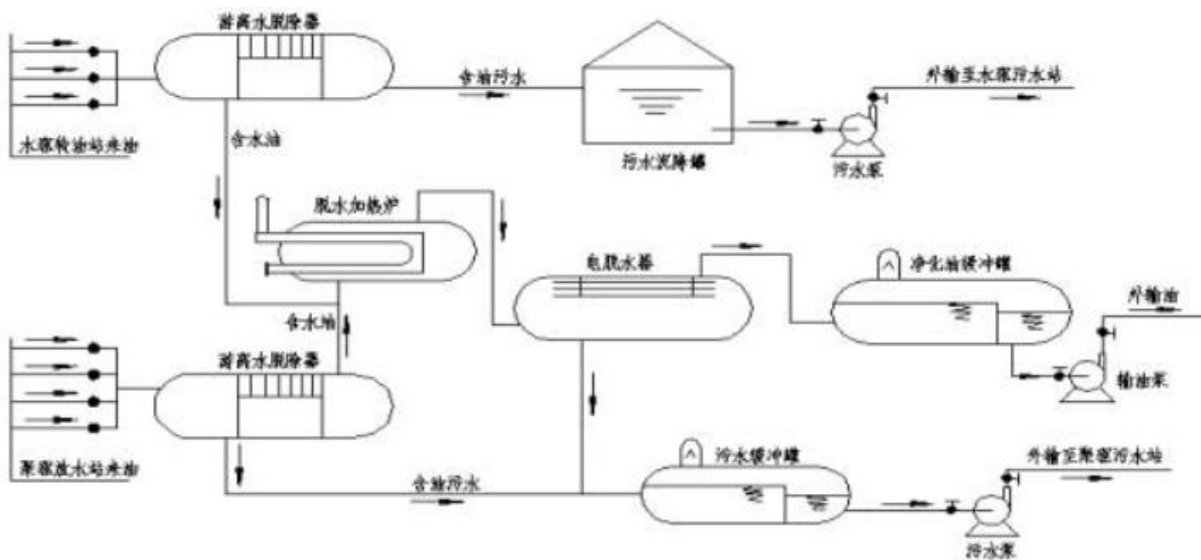 游离水脱除器
含油污水
外输至水驱污水站
水驱转油站来油
含水油
污水沉降罐
污水泵
脱水加热炉
电脱水器
净化油缓冲罐
外输油
含水油
游离水脱除器
输油泵
聚驱放水站来油
污水缓冲罐
外输至聚驱污水站
含油污水
污水泵